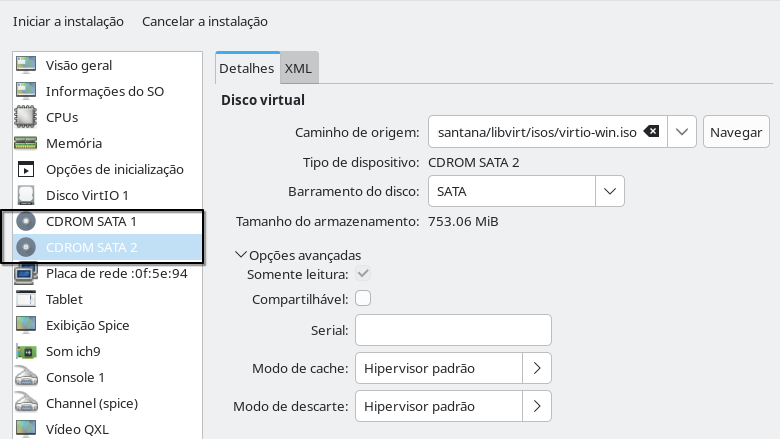 Iniciar a instalação Cancelar a instalação
Visão geral
Informações do SO
CPUs
Memória
Opções de inicialização
Disco VirtIO 1
CDROM SATA 1
CDROM SATA 2
Placa de rede :0f:5e:94
Tablet
Exibição Spice
Som ich9
Console 1
Channel (spice)
Vídeo QXL
Detalhes XML
Disco virtual
Caminho de origem: santana/libvirt/isos/virtio-win.iso Navegar
Tipo de dispositivo: CDROM SATA 2
Barramento do disco: SATA
Tamanho do armazenamento: 753.06 MiB
Opções avançadas
Somente leitura:
Compartilhável:
Serial:
Modo de cache: Hipervisor padrão
Modo de descarte: Hipervisor padrão